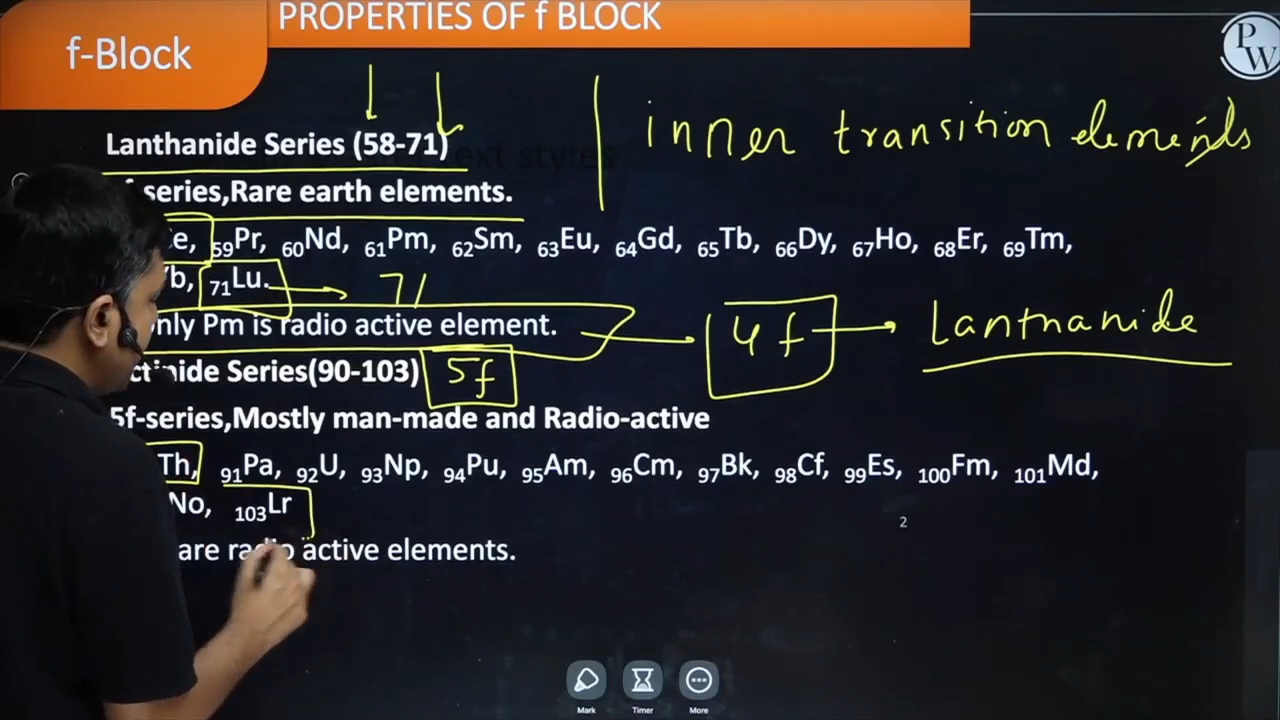 PROPERTIES OF f BLOCK
f-Block
P
W
Lanthanide Series (58-71)
inner transition elements
series,Rare earth elements.
59Pr, 60Nd, 61Pm, 62Sm, 63Eu, 64Gd, 65Tb, 66Dy, 67Ho, 68Er, 69Tm,
71Lu. 71
Pm is radio active element. 4f Lanthanide
Series(90-103) 5f
5f-series,Mostly man-made and Radio-active
Th, 91Pa, 92U, 93Np, 94Pu, 95Am, 96Cm, 97Bk, 98Cf, 99Es, 100Fm, 101Md,
No, 103Lr
2
are radio active elements.
Mark Timer More